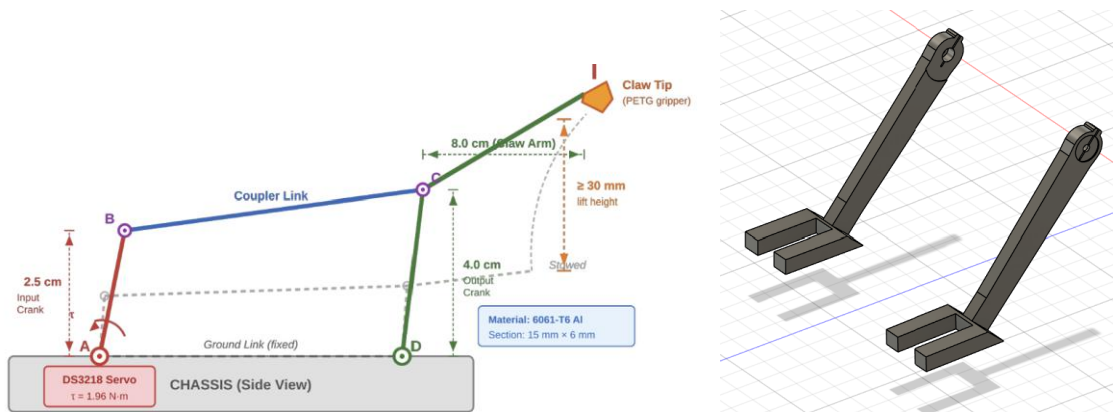 Claw Tip
(PETG gripper)
8.0 cm (Claw Arm)
C
Coupler Link
≥ 30 mm
lift height
B
2.5 cm
Input
Crank
τ
4.0 cm
Output
Crank
Stowed
Material: 6061-T6 Al
Section: 15 mm × 6 mm
A
Ground Link (fixed)
D
DS3218 Servo
τ = 1.96 N·m
CHASSIS (Side View)